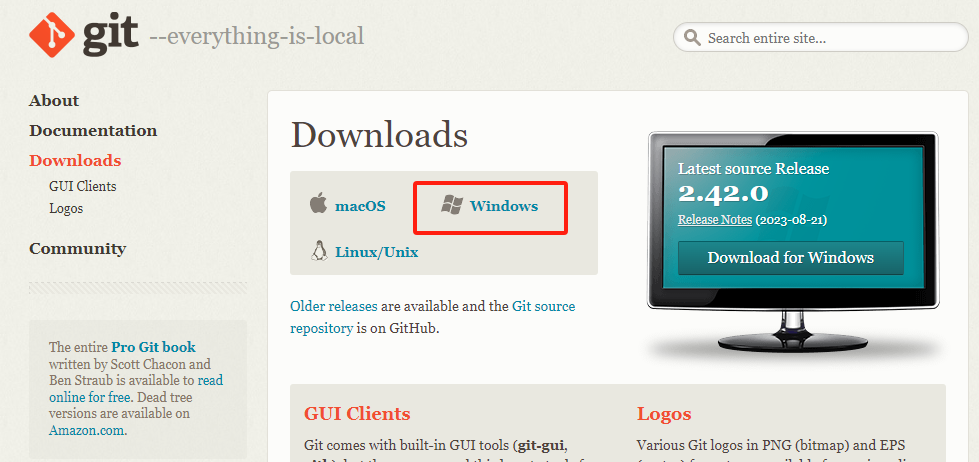 git --everything-is-local
Search entire site...
About
Documentation
Downloads
GUI Clients
Logos
Community
The entire Pro Git book
written by Scott Chacon and
Ben Straub is available to read
online for free. Dead tree
versions are available on
Amazon.com.
Downloads
macOS
Windows
Linux/Unix
Older releases are available and the Git source
repository is on GitHub.
Latest source Release
2.42.0
Release Notes (2023-08-21)
Download for Windows
GUI Clients
Git comes with built-in GUI tools (git-gui,
Logos
Various Git logos in PNG (bitmap) and EPS